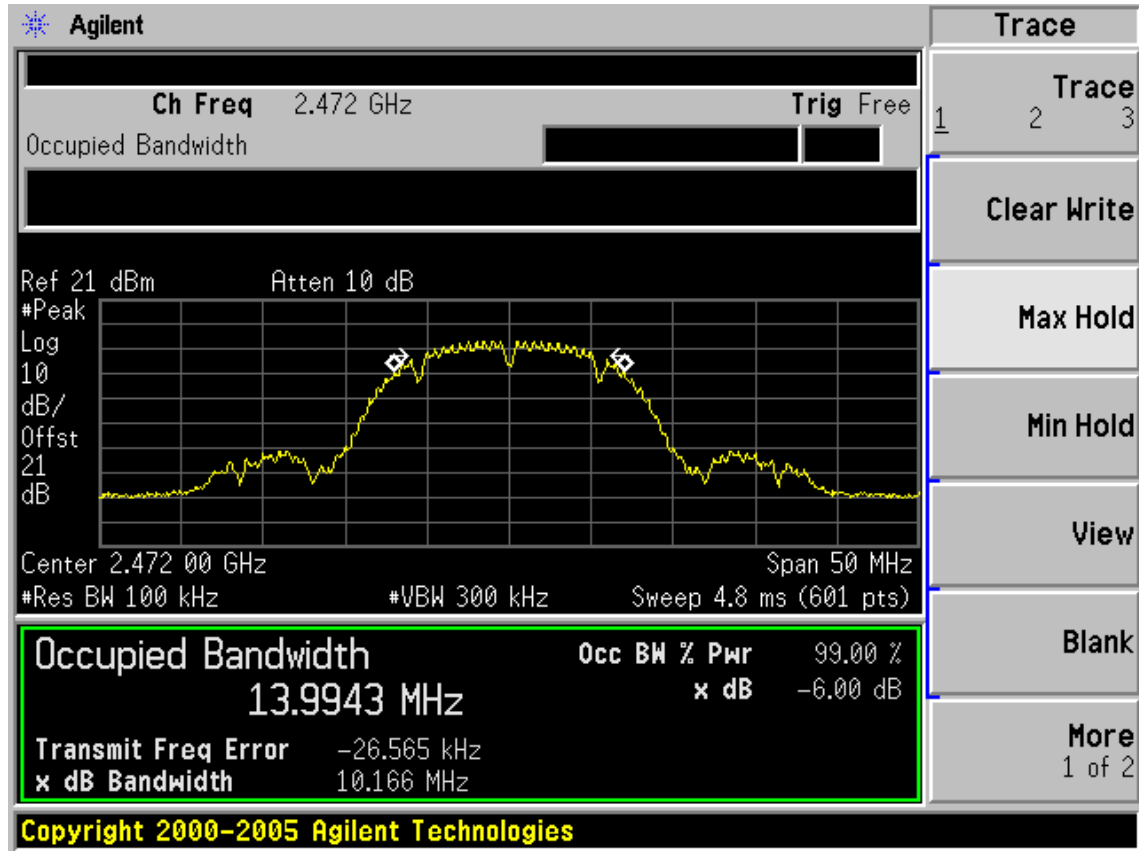 Agilent
Trace
Ch Freq 2.472 GHz Trig Free
Occupied Bandwidth
Trace
1 2 3
Clear Write
Max Hold
Min Hold
View
Blank
More
1 of 2
Ref 21 dBm Atten 10 dB
#Peak
Log
10
dB/
Offst
21
dB
Center 2.472 00 GHz Span 50 MHz
#Res BW 100 kHz #VBW 300 kHz Sweep 4.8 ms (601 pts)
Occupied Bandwidth Occ BW % Pwr 99.00 %
13.9943 MHz x dB -6.00 dB
Transmit Freq Error -26.565 kHz
x dB Bandwidth 10.166 MHz
Copyright 2000-2005 Agilent Technologies